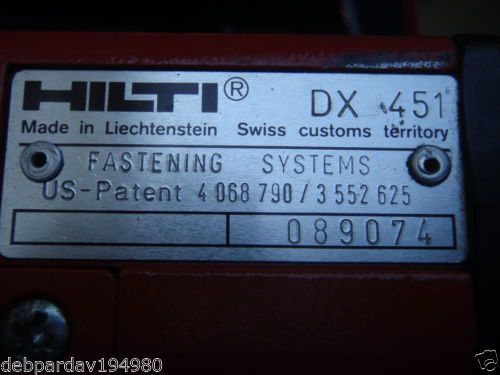 HILTI® DX 451
Made in Liechtenstein Swiss customs territory
FASTENING SYSTEMS
US-Patent 4 068 790 / 3 552 625
089074
debpardav194980